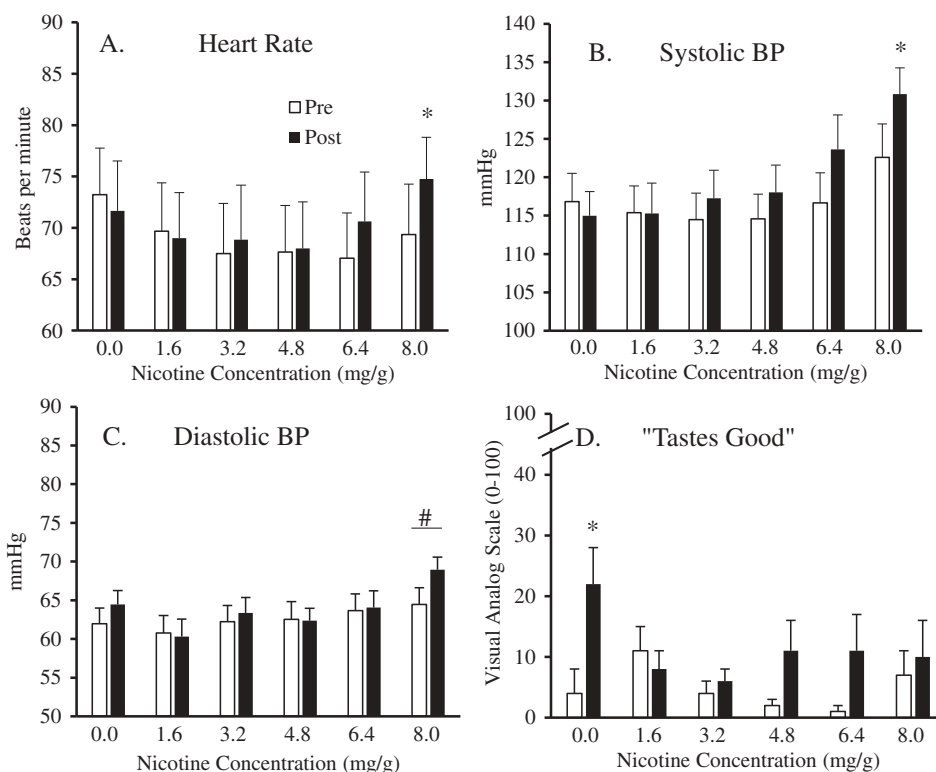 A. Heart Rate
90
85
80
75
70
65
60
Beats per minute
Pre
Post
*
0.0 1.6 3.2 4.8 6.4 8.0
Nicotine Concentration (mg/g)
B. Systolic BP
140
135
130
125
120
115
110
105
100
mmHg
*
0.0 1.6 3.2 4.8 6.4 8.0
Nicotine Concentration (mg/g)
C. Diastolic BP
90
85
80
75
70
65
60
55
50
mmHg
#
0.0 1.6 3.2 4.8 6.4 8.0
Nicotine Concentration (mg/g)
D. "Tastes Good"
100
40
30
20
10
0
Visual Analog Scale (0-100)
*
0.0 1.6 3.2 4.8 6.4 8.0
Nicotine Concentration (mg/g)